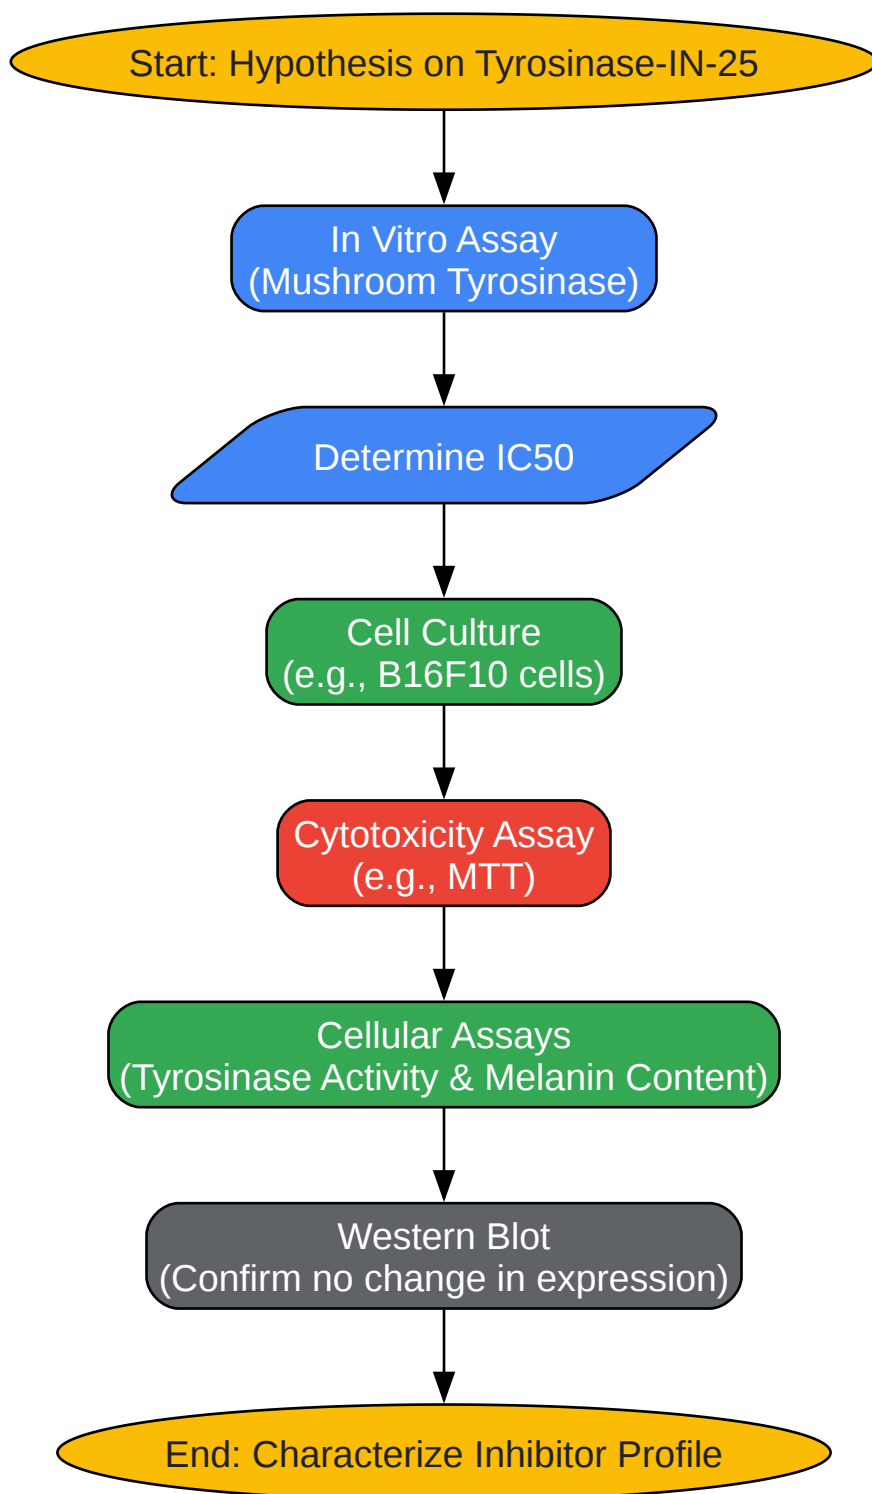 Start: Hypothesis on Tyrosinase-IN-25
In Vitro Assay
(Mushroom Tyrosinase)
Determine IC50
Cell Culture
(e.g., B16F10 cells)
Cytotoxicity Assay
(e.g., MTT)
Cellular Assays
(Tyrosinase Activity & Melanin Content)
Western Blot
(Confirm no change in expression)
End: Characterize Inhibitor Profile